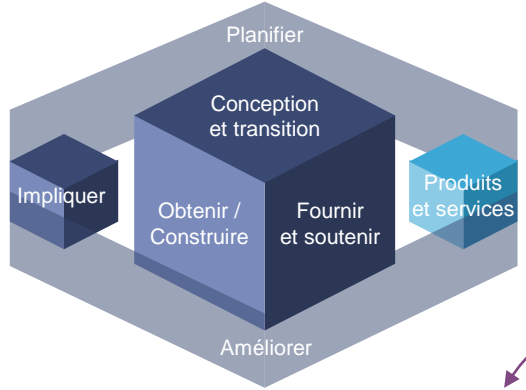 Planifier
Conception
et transition
Impliquer
Obtenir /
Construire
Fournir
et soutenir
Produits
et services
Améliorer